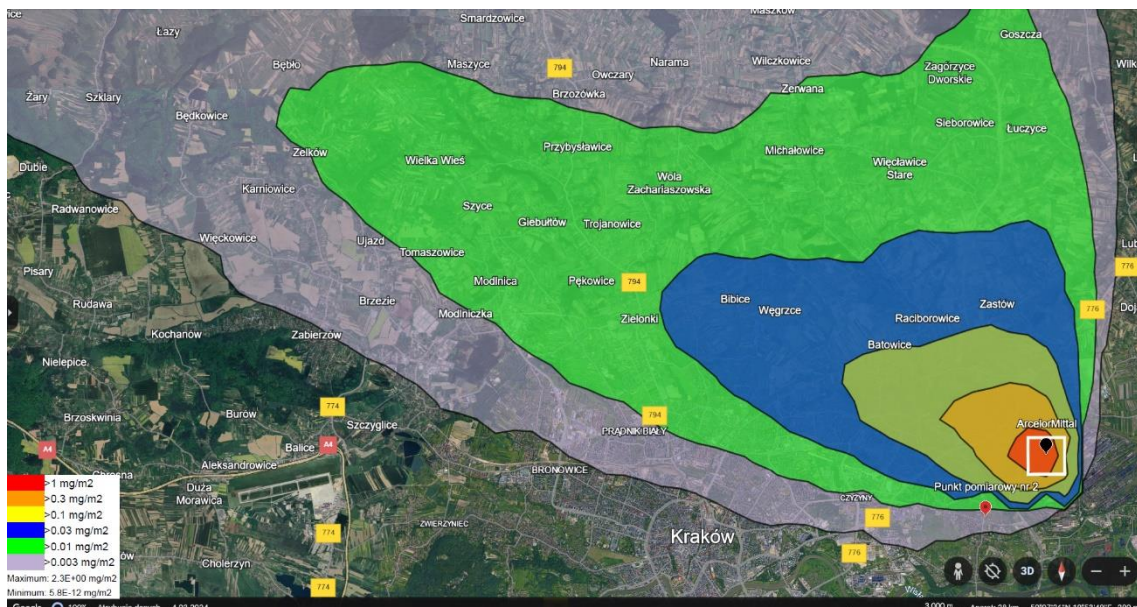 Smardzowice
Maszków
Łazy
Goszcza
Bębło
Maszyce
794
Owczary
Narama
Wilczkowice
Zagórzyce
Dworskie
Żary
Szklary
Brzozówka
Zerwana
Będkowice
Sieborowice
Łuczyce
Dubie
Zelków
Wielka Wieś
Przybysławice
Michałowice
Więcławice
Stare
Karniowice
Wola
Zachariaszowska
Radwanowice
Szyce
Giebułtów
Trojanowice
Więckowice
Ujazd
Tomaszowice
Pisary
Modlnica
Pękowice
794
776
Rudawa
Brzezie
Modlniczka
Zielonki
Bibice
Węgrzce
Zastów
776
Raciborowice
Kochanów
Zabierzów
Batowice
Nielepice
Brzoskwinia
Burów
774
Szczyglice
794
PRĄDNIK BIAŁY
ArcelorMittal
A4
Balice
A4
Aleksandrowice
BRONOWICE
Duża
Morawica
Punkt pomiarowy nr 2
CZYŻYNY
776
ZWIERZYNIEC
Kraków
774
776
Cholerzyn
774
3D
>1 mg/m2
>0.3 mg/m2
>0.1 mg/m2
>0.03 mg/m2
>0.01 mg/m2
>0.003 mg/m2
Maximum: 2.3E+00 mg/m2
Minimum: 5.8E-12 mg/m2